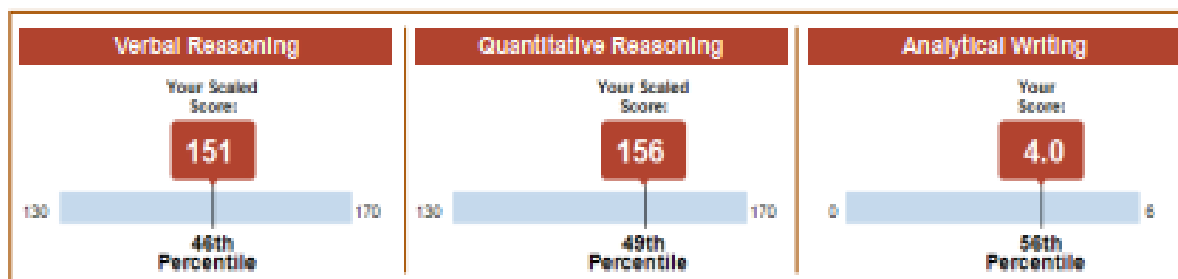 Verbal Reasoning
Your Scaled
Score:
151
130
170
46th
Percentile
Quantitative Reasoning
Your Scaled
Score:
156
130
170
49th
Percentile
Analytical Writing
Your
Score:
4.0
0
6
56th
Percentile